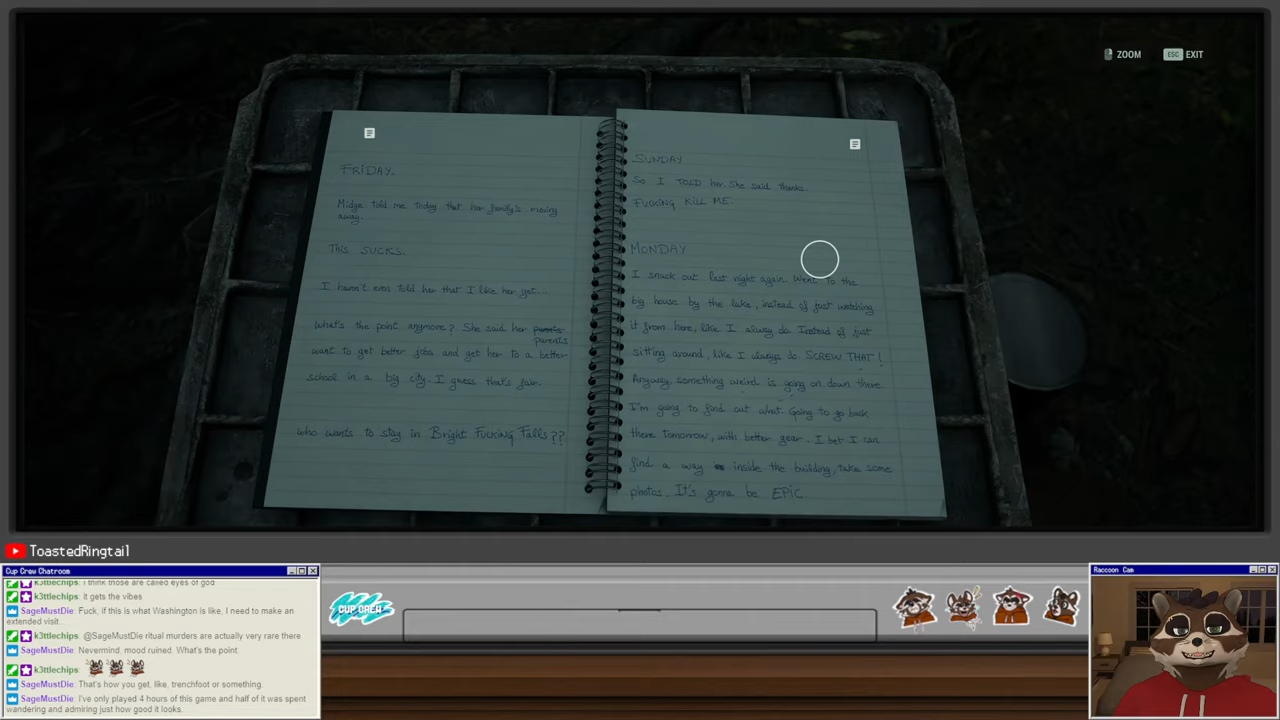 ZOOM
ESC EXIT
FRIDAY.
Midge told me today that her family's moving
away.
This SUCKS.
I haven't even told her that I like her yet...
what's the point anymore? She said her parents
parents
want to get better jobs and get her to a better
school in a big city. I guess that's fair.
who wants to stay in Bright FUCKING Falls??
SUNDAY
So I TOLD her. She said thanks.
FUCKING KILL ME.
MONDAY
I snuck out last night again. Went to the
big house by the lake, instead of just watching
it from here, like I always do. Instead of just
sitting around, like I always do. SCREW THAT!
Anyway, something weird is going on down there.
I'm going to find out what. Going to go back
there tomorrow, with better gear. I bet I can
find a way inside the building, take some
photos. It's gonna be EPIC.
ToastedRingtail
Cup Crew Chatroom
k3ttlechips: i think those are called eyes of god
k3ttlechips: it gets the vibes
SageMustDie: Fuck, if this is what Washington is like, I need to make an
extended visit...
k3ttlechips: @SageMustDie ritual murders are actually very rare there
SageMustDie: Nevermind, mood ruined. What's the point.
k3ttlechips:
SageMustDie: That's how you get, like, trenchfoot or something.
SageMustDie: I've only played 4 hours of this game and half of it was spent
wandering and admiring just how good it looks..
CUP CREW
Raccoon Cam